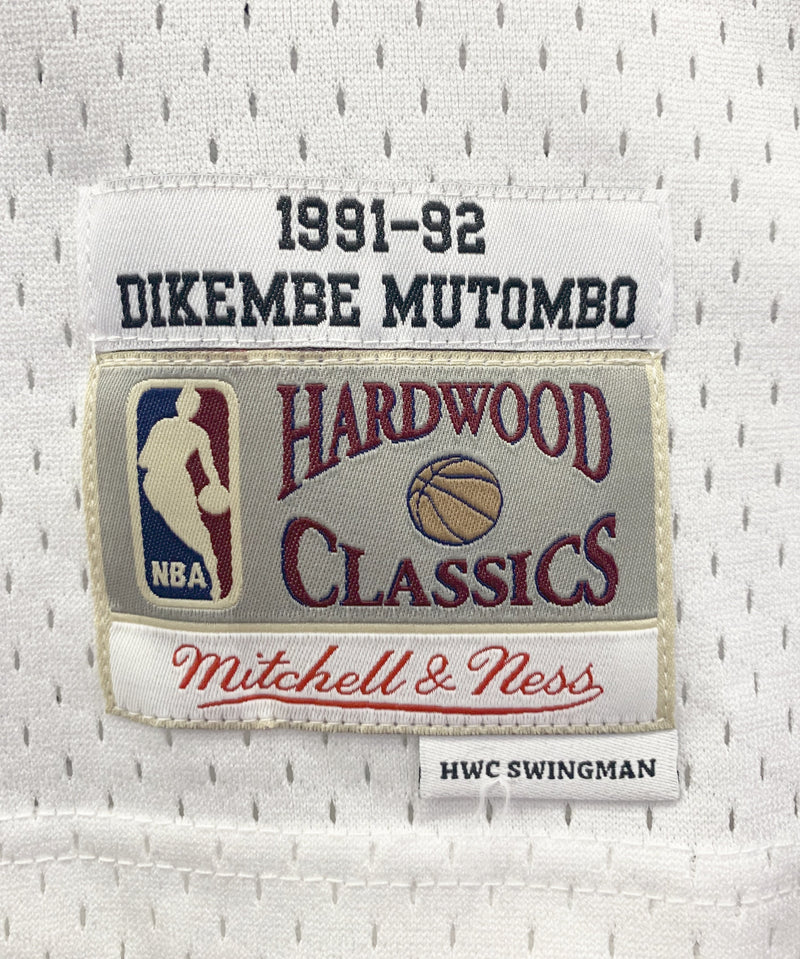 1991-92
DIKEMBE MUTOMBO
HARDWOOD
CLASSICS
NBA
Mitchell & Ness
HWC SWINGMAN